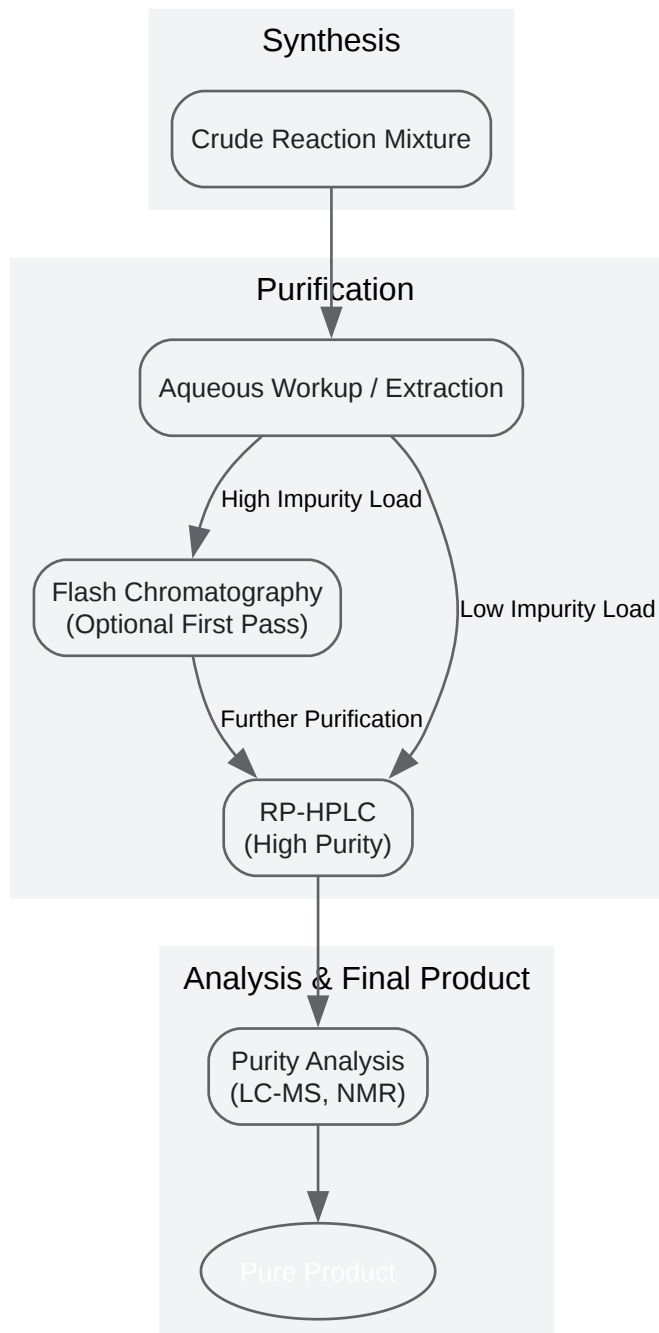 Synthesis
Crude Reaction Mixture
Purification
Aqueous Workup / Extraction
High Impurity Load
Flash Chromatography
(Optional First Pass)
Low Impurity Load
Further Purification
RP-HPLC
(High Purity)
Analysis & Final Product
Purity Analysis
(LC-MS, NMR)
Pure Product